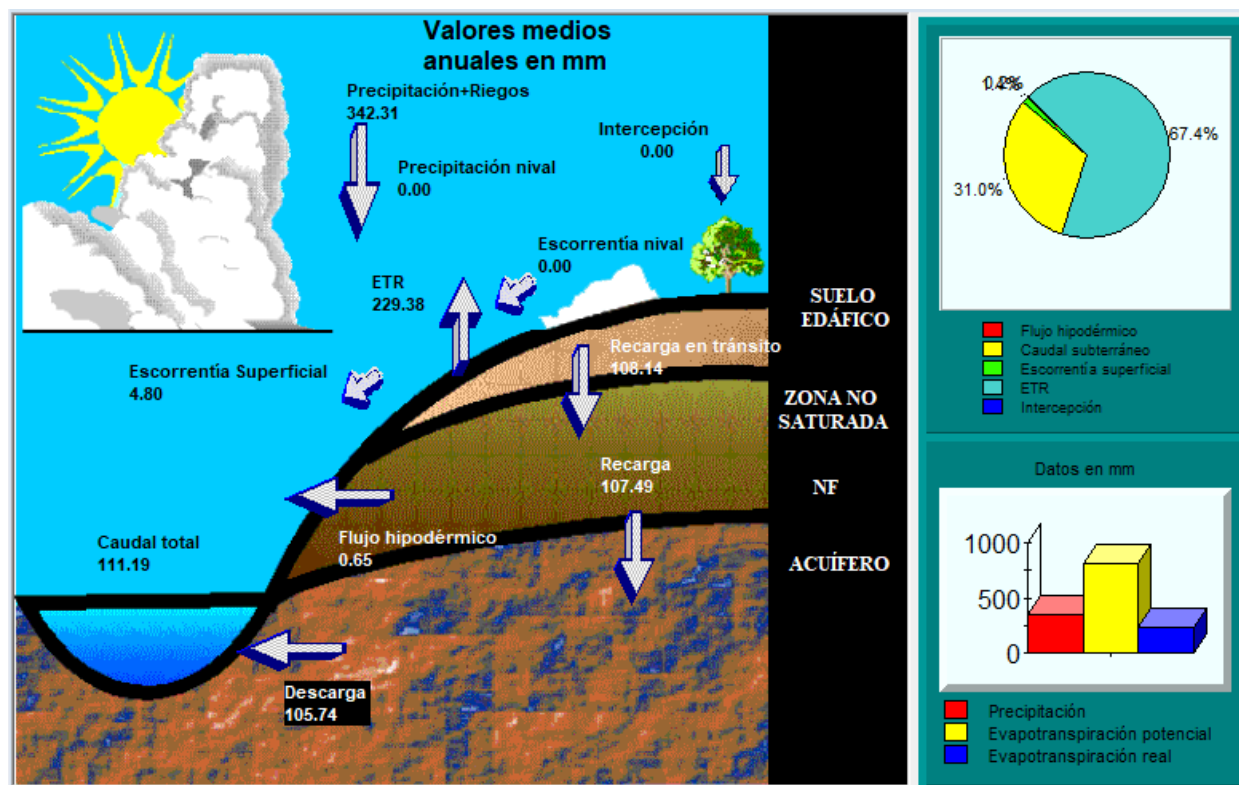 Valores medios
anuales en mm
Precipitación+Riegos
342.31
Intercepción
0.00
Precipitación nival
0.00
Escorrentía nival
0.00
ETR
229.38
SUELO
EDÁFICO
Recarga en tránsito
108.14
Escorrentía Superficial
4.80
ZONA NO
SATURADA
Recarga
107.49
NF
Flujo hipodérmico
0.65
Caudal total
111.19
ACUÍFERO
Descarga
105.74
67.4%
31.0%
Flujo hipodérmico
Caudal subterráneo
Escorrentía superficial
ETR
Intercepción
Datos en mm
1000
500
0
Precipitación
Evapotranspiración potencial
Evapotranspiración real